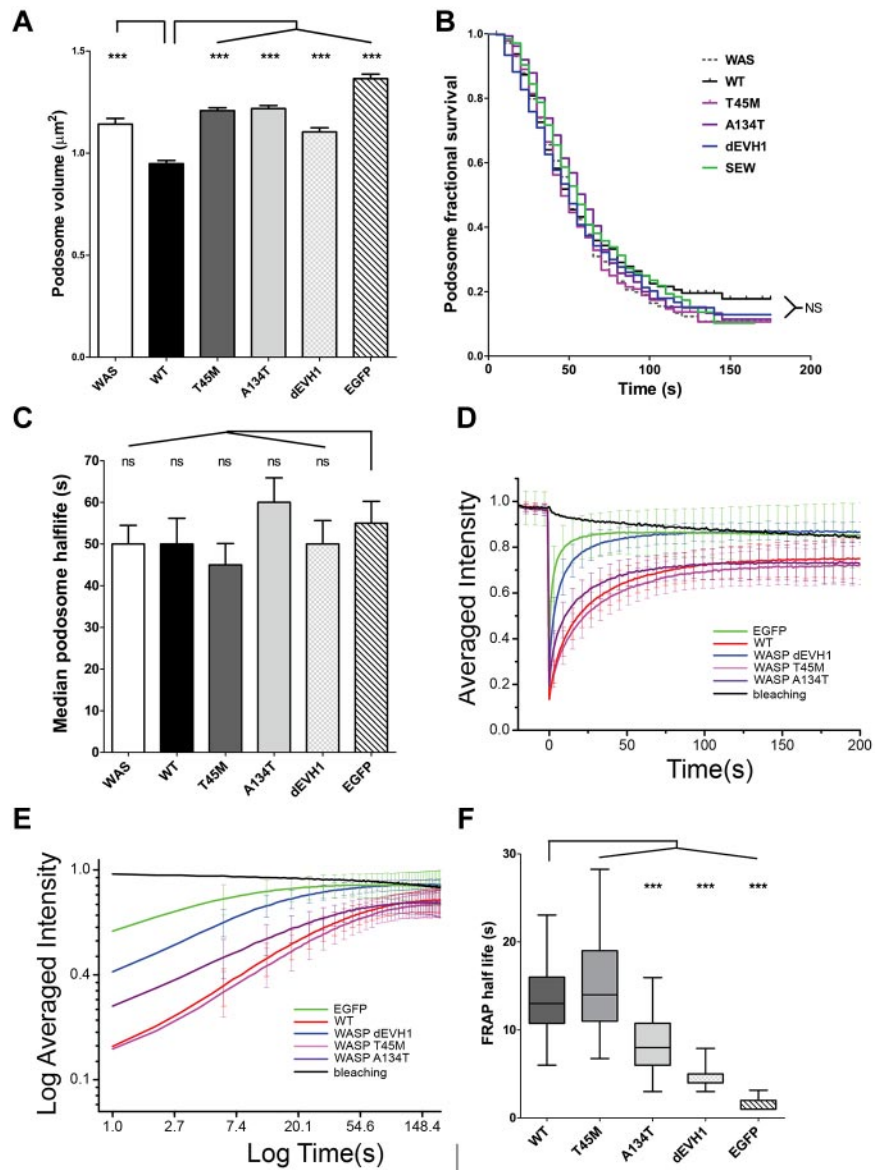 A
Podosome volume (μm²)
1.5
1.0
0.5
0.0
*** *** *** *** ***
WAS WT T45M A134T dEVH1 EGFP
B
Podosome fractional survival
1.0
0.8
0.6
0.4
0.2
0.0
0 50 100 150 200
Time (s)
WAS
WT
T45M
A134T
dEVH1
SEW
NS
C
Median podosome halflife (s)
70
60
50
40
30
20
10
0
ns ns ns ns ns
WAS WT T45M A134T dEVH1 EGFP
D
Averaged Intensity
1.0
0.8
0.6
0.4
0.2
0.0
0 50 100 150 200
Time(s)
EGFP
WT
WASP dEVH1
WASP T45M
WASP A134T
bleaching
E
Log Averaged Intensity
1.0
0.4
0.1
1.0 2.7 7.4 20.1 54.6 148.4
Log Time(s)
EGFP
WT
WASP dEVH1
WASP T45M
WASP A134T
bleaching
F
FRAP half life (s)
30
20
10
0
*** *** ***
WT T45M A134T dEVH1 EGFP